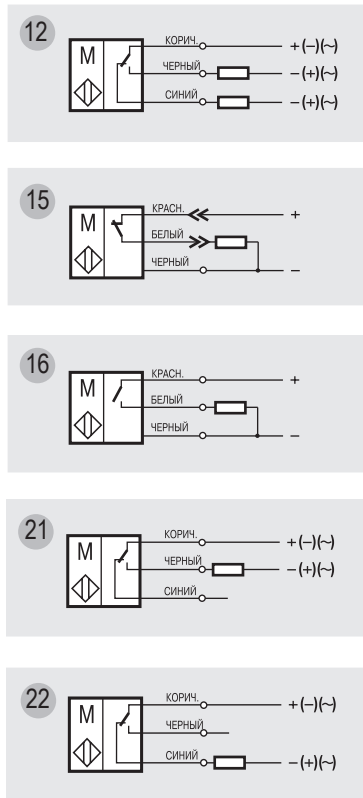 12
M
КОРИЧ. + (–)(~)
ЧЕРНЫЙ – (+)(~)
СИНИЙ – (+)(~)
15
M
КРАСН. +
БЕЛЫЙ
ЧЕРНЫЙ –
16
M
КРАСН. +
БЕЛЫЙ
ЧЕРНЫЙ –
21
M
КОРИЧ. + (–)(~)
ЧЕРНЫЙ – (+)(~)
СИНИЙ
22
M
КОРИЧ. + (–)(~)
ЧЕРНЫЙ
СИНИЙ – (+)(~)